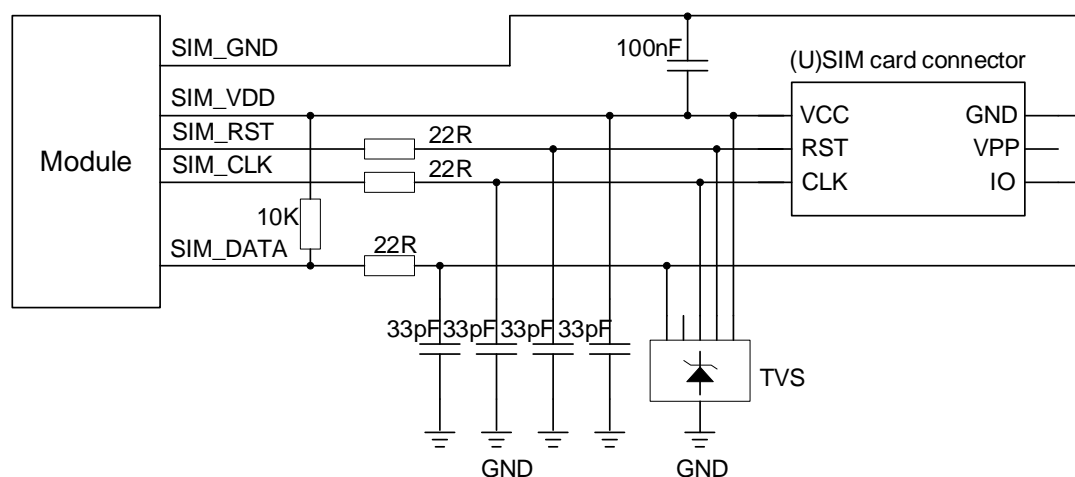 SIM_GND
100nF
(U)SIM card connector
SIM_VDD
VCC
GND
SIM_RST
22R
RST
VPP
Module
SIM_CLK
22R
CLK
IO
10K
SIM_DATA
22R
33pF 33pF 33pF 33pF
TVS
GND
GND